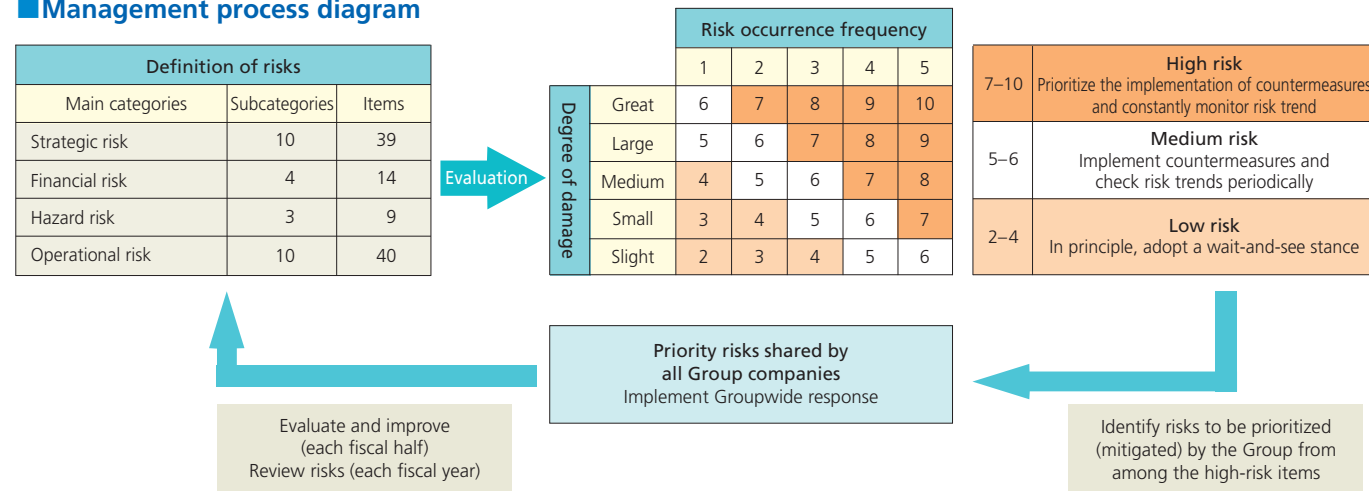 ■Management process diagram
Definition of risks
Main categories Subcategories Items
Strategic risk 10 39
Financial risk 4 14
Hazard risk 3 9
Operational risk 10 40
Evaluation
Risk occurrence frequency
1 2 3 4 5
Degree of damage
Great 6 7 8 9 10
Large 5 6 7 8 9
Medium 4 5 6 7 8
Small 3 4 5 6 7
Slight 2 3 4 5 6
7–10
High risk
Prioritize the implementation of countermeasures
and constantly monitor risk trend
5–6
Medium risk
Implement countermeasures and
check risk trends periodically
2–4
Low risk
In principle, adopt a wait-and-see stance
Identify risks to be prioritized
(mitigated) by the Group from
among the high-risk items
Priority risks shared by
all Group companies
Implement Groupwide response
Evaluate and improve
(each fiscal half)
Review risks (each fiscal year)